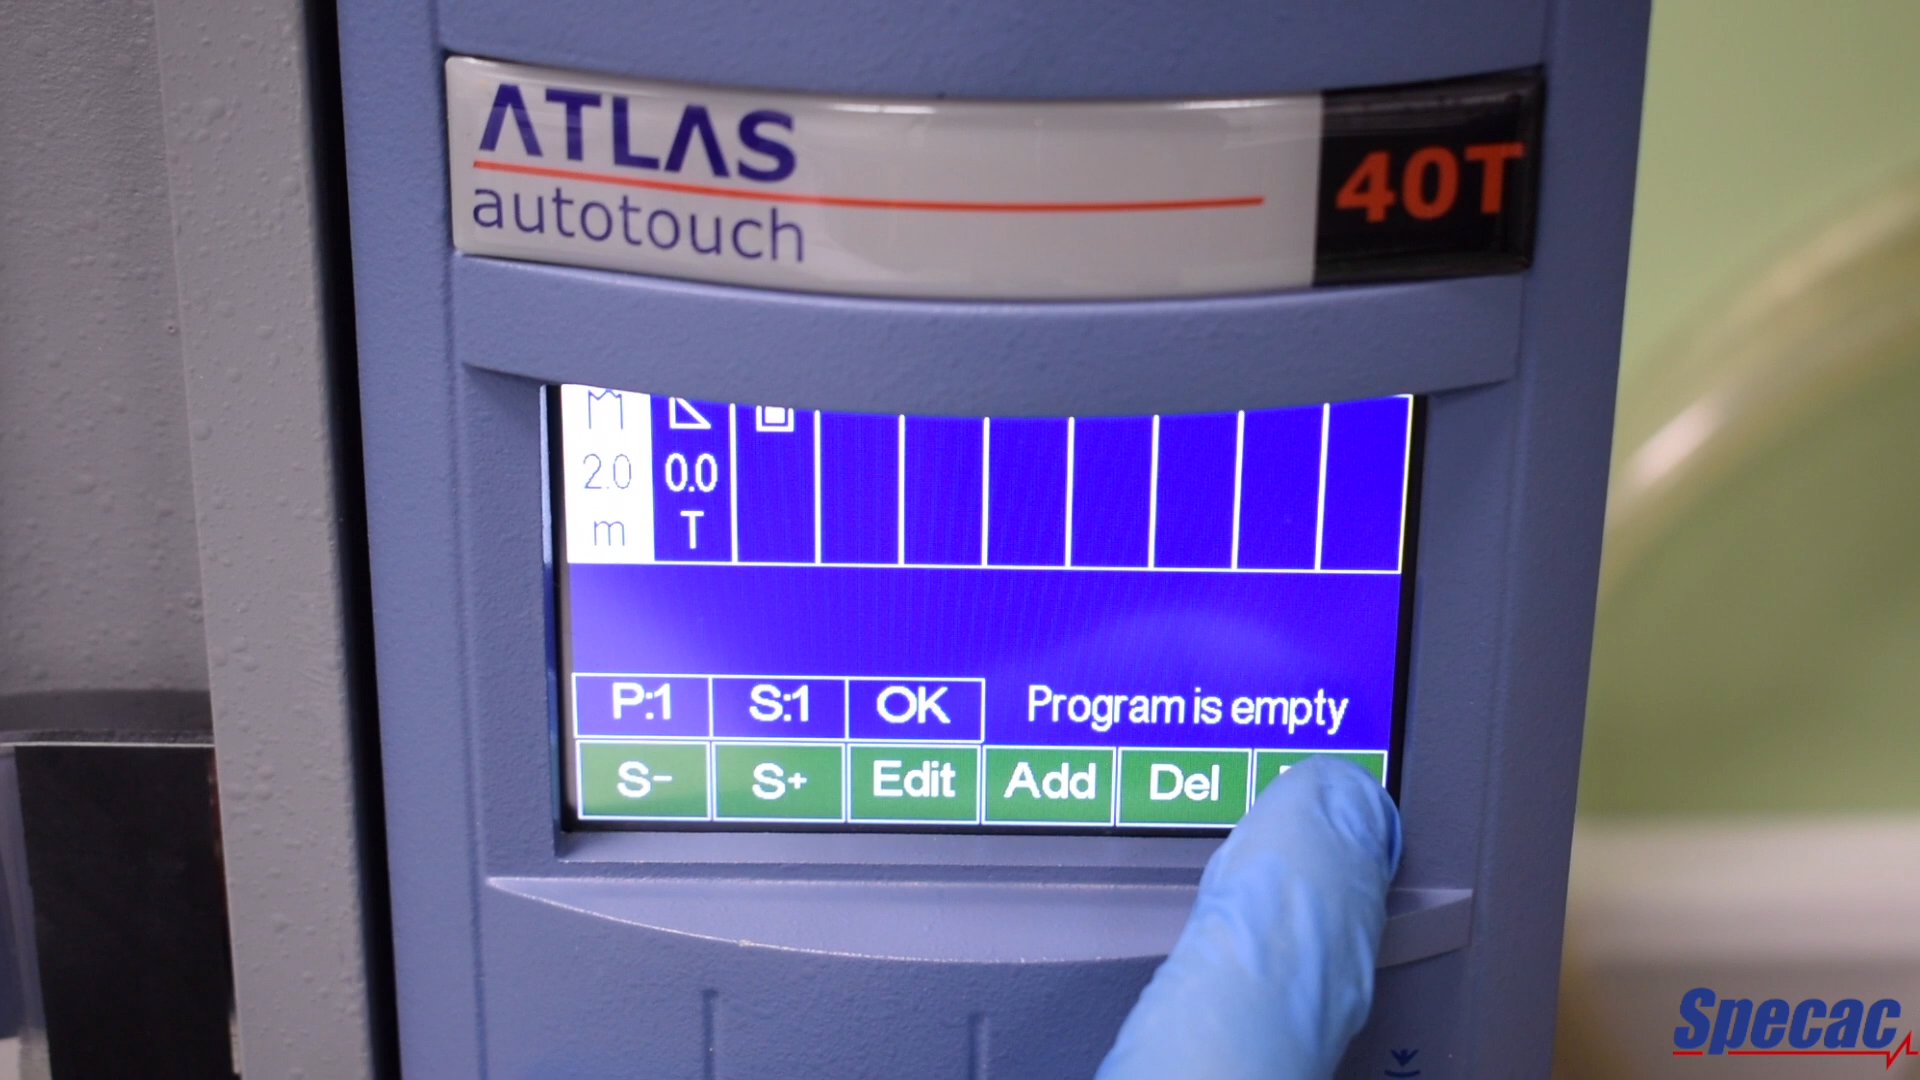 ATLAS
autotouch
40T
2.0 0.0
m T
P:1 S:1 OK Program is empty
S- S+ Edit Add Del
Specac